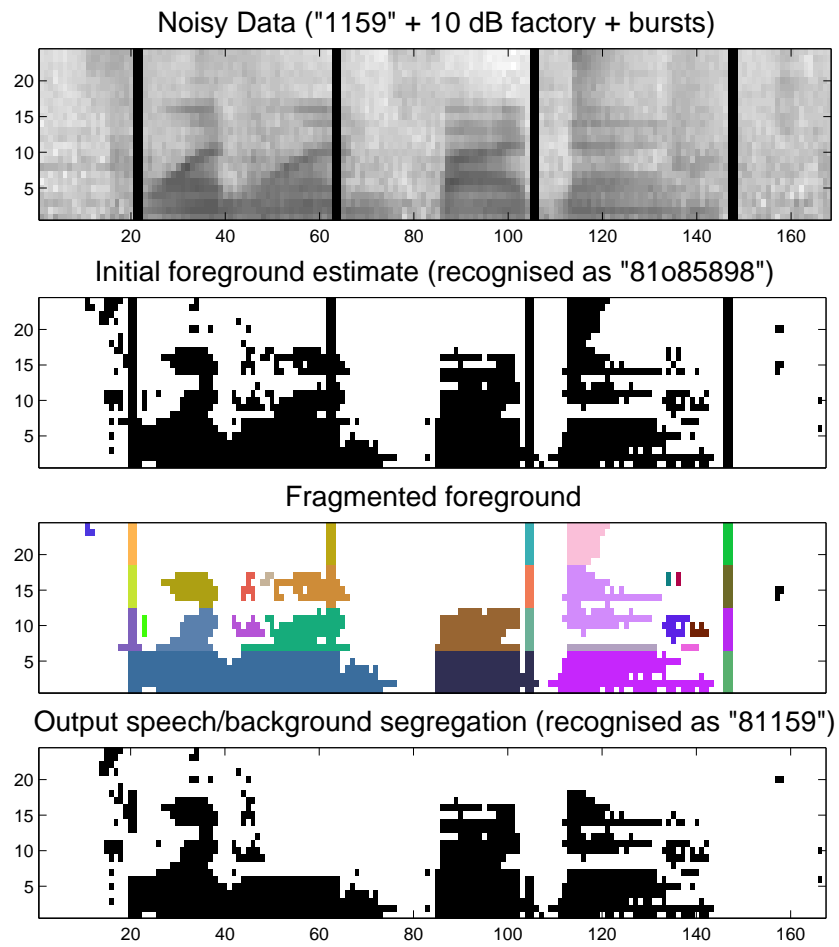 Noisy Data ("1159" + 10 dB factory + bursts)
20
15
10
5
20 40 60 80 100 120 140 160
Initial foreground estimate (recognised as "81o85898")
20
15
10
5
Fragmented foreground
20
15
10
5
Output speech/background segregation (recognised as "81159")
20
15
10
5
20 40 60 80 100 120 140 160